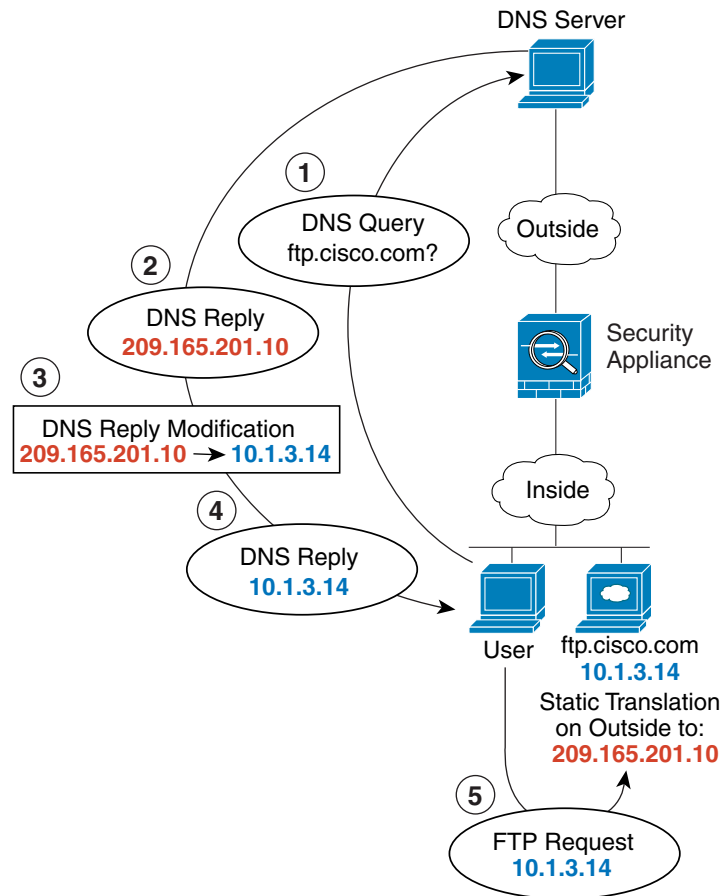 DNS Server
1
DNS Query
ftp.cisco.com?
Outside
2
DNS Reply
209.165.201.10
Security
Appliance
3
DNS Reply Modification
209.165.201.10 → 10.1.3.14
Inside
4
DNS Reply
10.1.3.14
User
ftp.cisco.com
10.1.3.14
Static Translation
on Outside to:
209.165.201.10
5
FTP Request
10.1.3.14